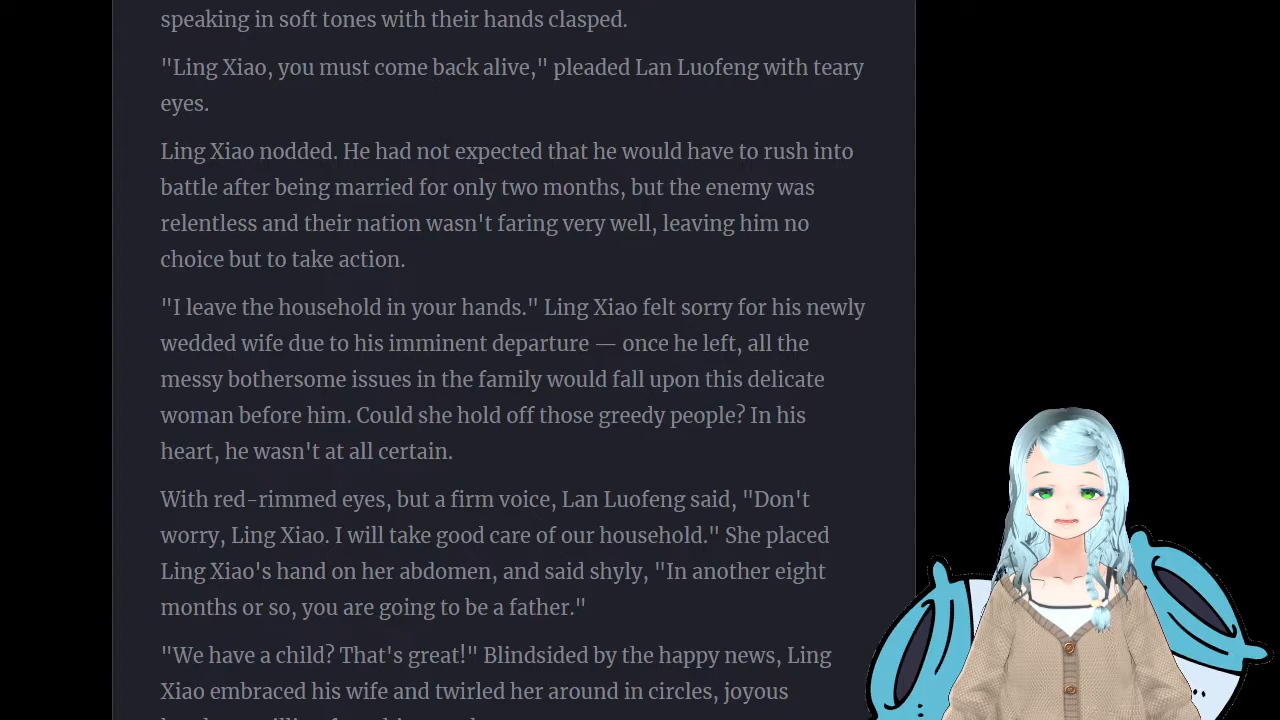 speaking in soft tones with their hands clasped.
"Ling Xiao, you must come back alive," pleaded Lan Luofeng with teary
eyes.
Ling Xiao nodded. He had not expected that he would have to rush into
battle after being married for only two months, but the enemy was
relentless and their nation wasn't faring very well, leaving him no
choice but to take action.
"I leave the household in your hands." Ling Xiao felt sorry for his newly
wedded wife due to his imminent departure — once he left, all the
messy bothersome issues in the family would fall upon this delicate
woman before him. Could she hold off those greedy people? In his
heart, he wasn't at all certain.
With red-rimmed eyes, but a firm voice, Lan Luofeng said, "Don't
worry, Ling Xiao. I will take good care of our household." She placed
Ling Xiao's hand on her abdomen, and said shyly, "In another eight
months or so, you are going to be a father."
"We have a child? That's great!" Blindsided by the happy news, Ling
Xiao embraced his wife and twirled her around in circles, joyous